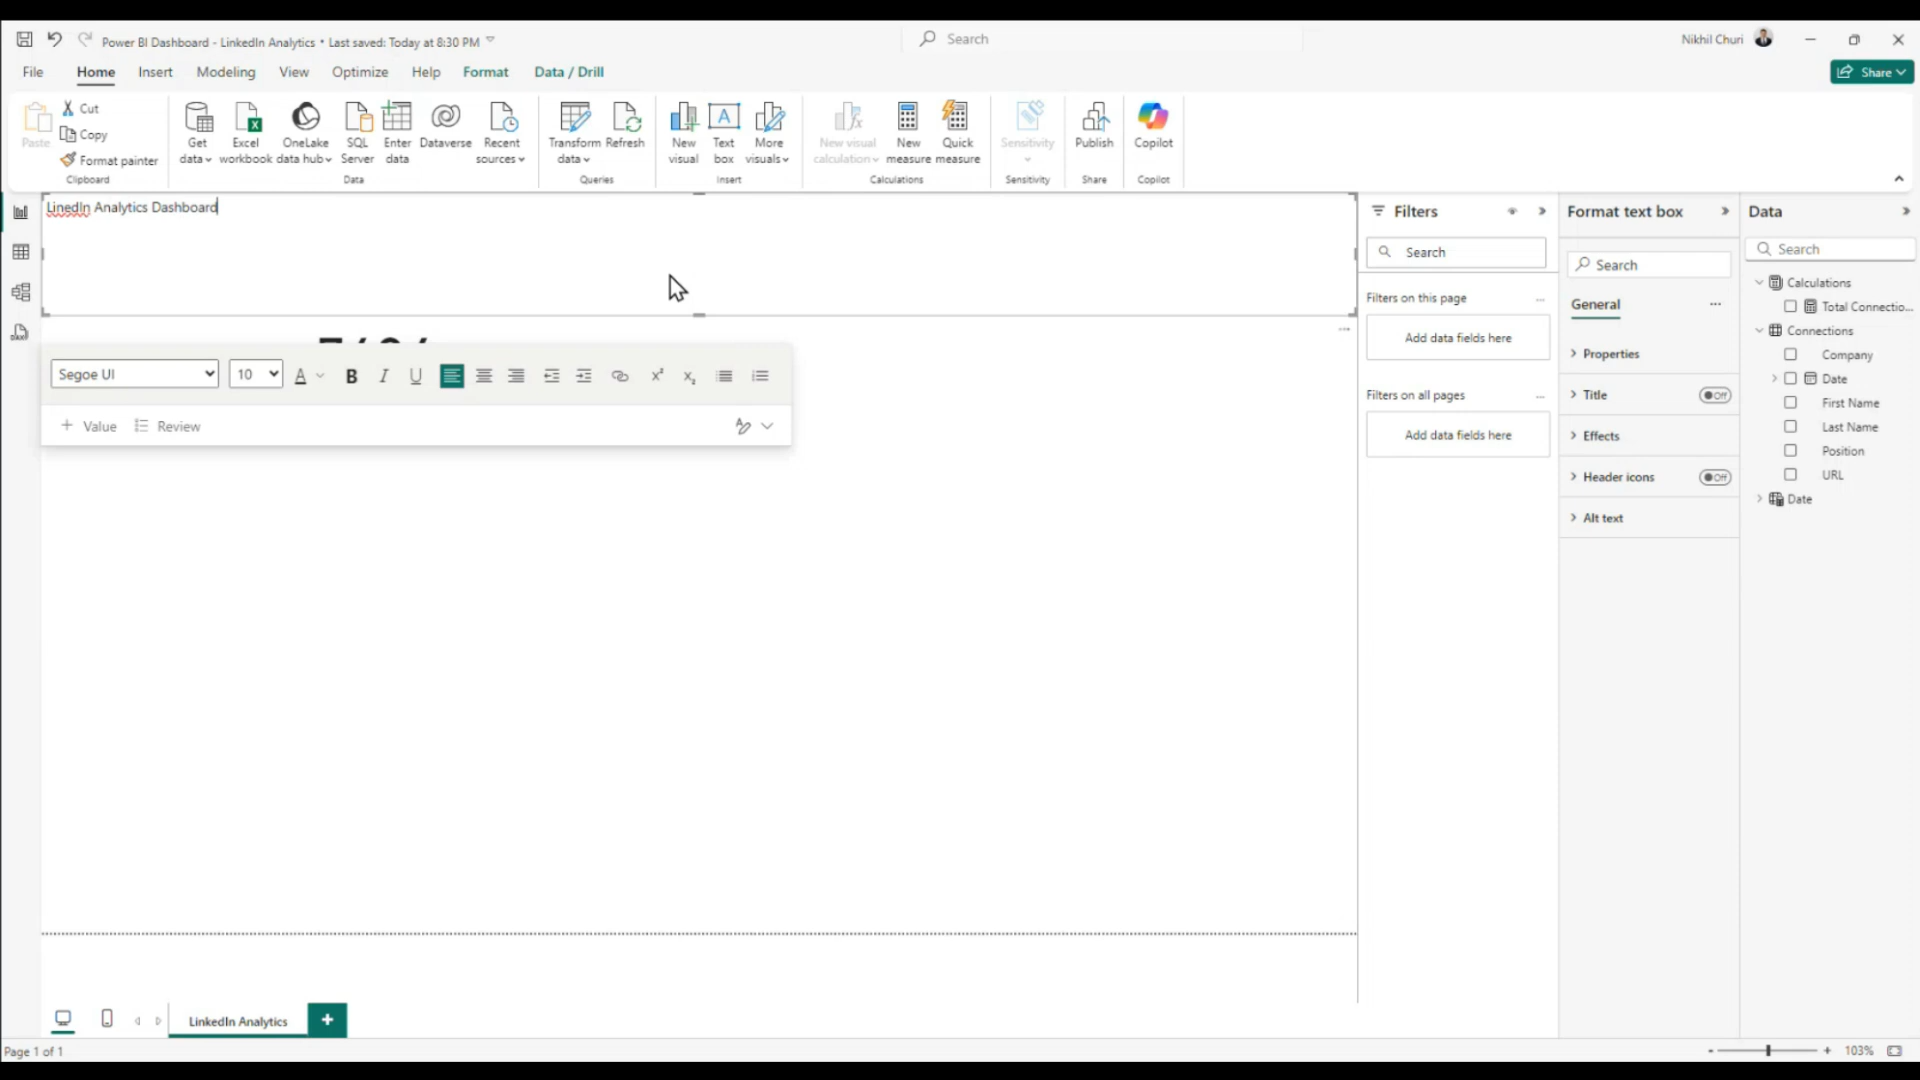 Power BI Dashboard - LinkedIn Analytics • Last saved: Today at 8:30 PM
Search
Nikhil Churi
File Home Insert Modeling View Optimize Help Format Data / Drill
Share
Paste
Cut
Copy
Format painter
Clipboard
Get data
Excel workbook
OneLake data hub
SQL Server
Enter data
Dataverse
Recent sources
Data
Transform data
Refresh
Queries
New visual
Text box
More visuals
Insert
New visual calculation
New measure
Quick measure
Calculations
Sensitivity
Sensitivity
Publish
Share
Copilot
Copilot
LinedIn Analytics Dashboard
Segoe UI
10
A B I U
Value
Review
Filters
Search
Filters on this page
Add data fields here
Filters on all pages
Add data fields here
Format text box
Search
General
Properties
Title
Off
Effects
Header icons
Off
Alt text
Data
Search
Calculations
Total Connectio...
Connections
Company
Date
First Name
Last Name
Position
URL
Date
LinkedIn Analytics
+
Page 1 of 1
- + 103%